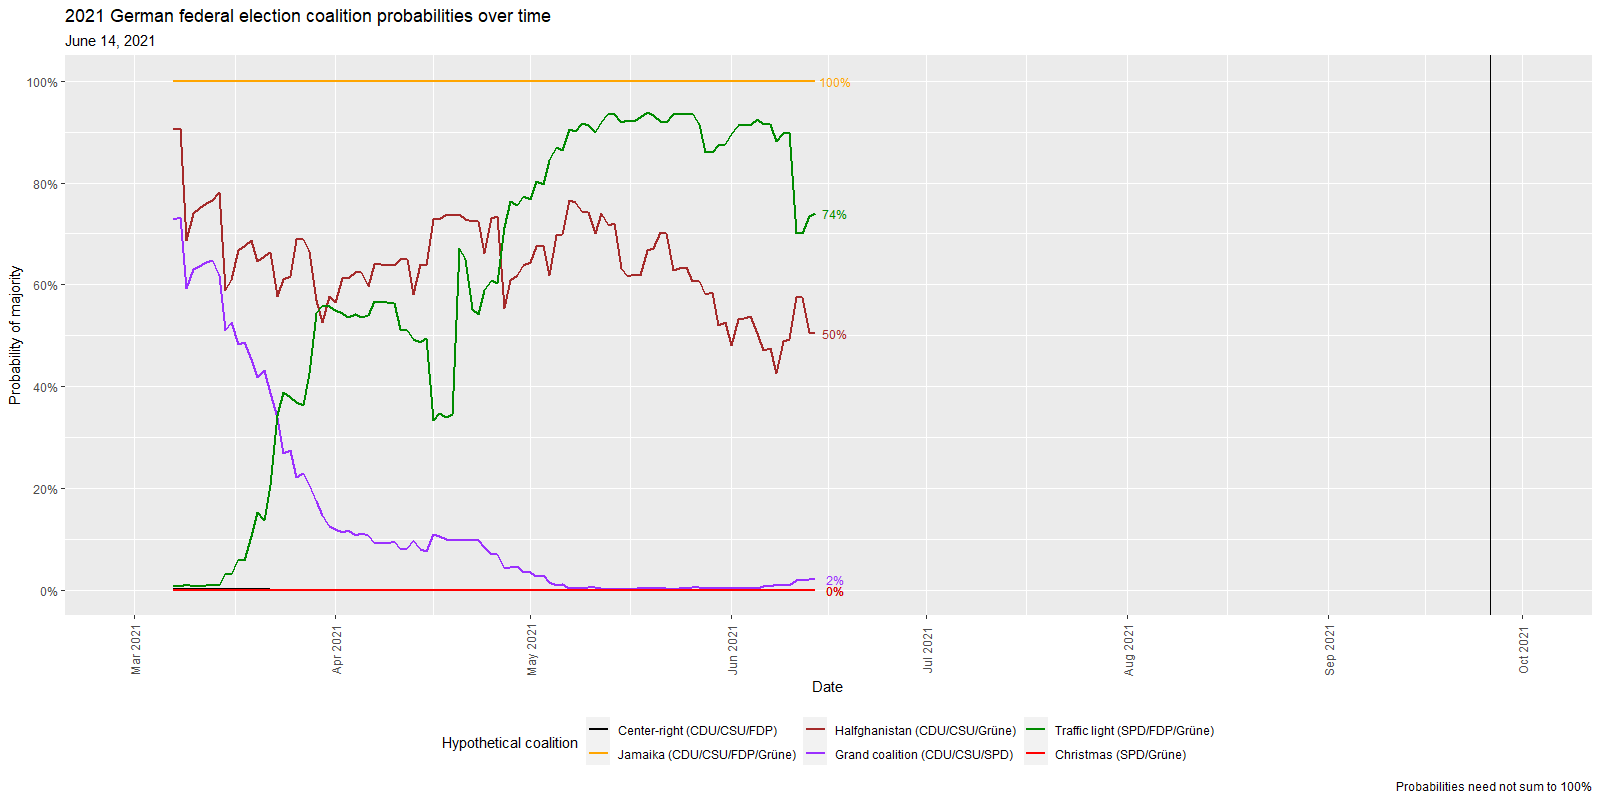 2021 German federal election coalition probabilities over time
June 14, 2021
Probability of majority
100%
80%
60%
40%
20%
0%
100%
74%
50%
2%
0%
Mar 2021
Apr 2021
May 2021
Jun 2021
Jul 2021
Aug 2021
Sep 2021
Oct 2021
Date
Hypothetical coalition
Center-right (CDU/CSU/FDP)
Halfghanistan (CDU/CSU/Grüne)
Traffic light (SPD/FDP/Grüne)
Jamaika (CDU/CSU/FDP/Grüne)
Grand coalition (CDU/CSU/SPD)
Christmas (SPD/Grüne)
Probabilities need not sum to 100%